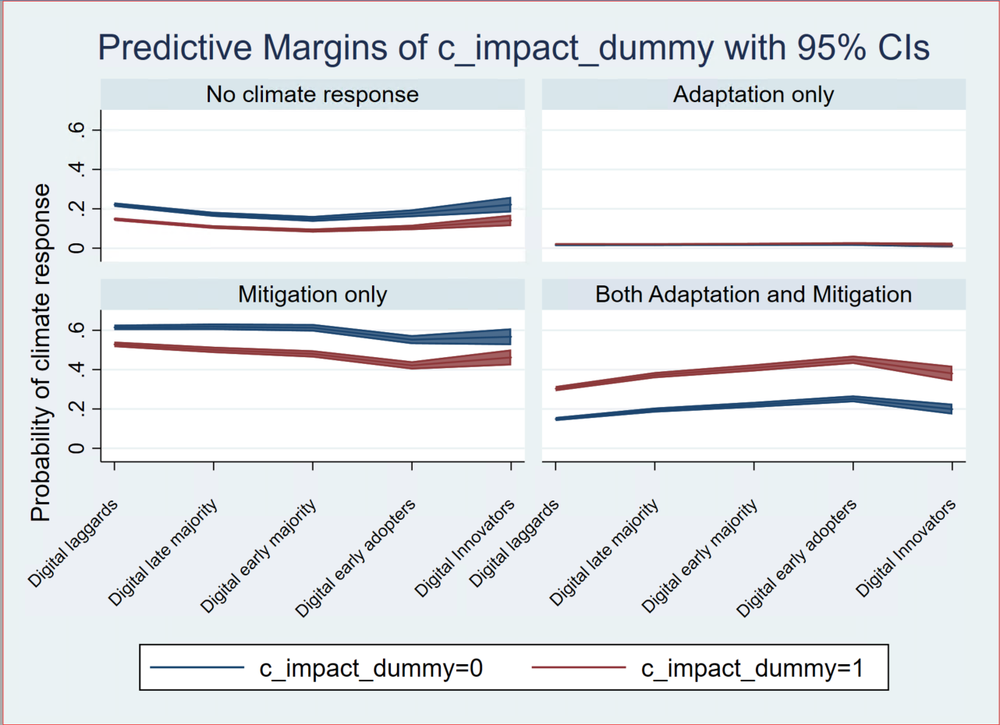 Predictive Margins of c_impact_dummy with 95% CIs
No climate response
Adaptation only
.6
.4
.2
0
Mitigation only
Both Adaptation and Mitigation
.6
.4
.2
0
Probability of climate response
Digital laggards
Digital late majority
Digital early majority
Digital early adopters
Digital Innovators
Digital laggards
Digital late majority
Digital early majority
Digital early adopters
Digital Innovators
c_impact_dummy=0
c_impact_dummy=1